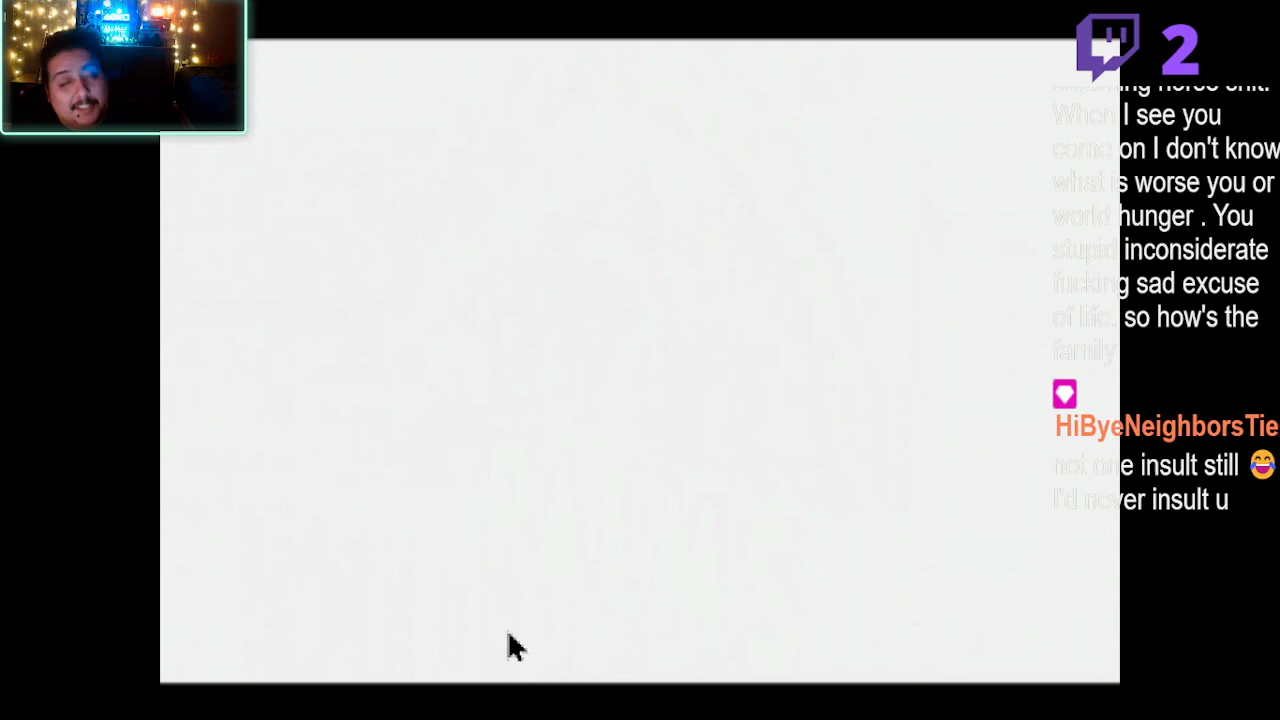 2
When I see you
come on I don't know
what is worse you or
world hunger . You
stupid inconsiderate
fucking sad excuse
of life. so how's the
family
HiByeNeighborsTie
not one insult still 😂
I'd never insult u